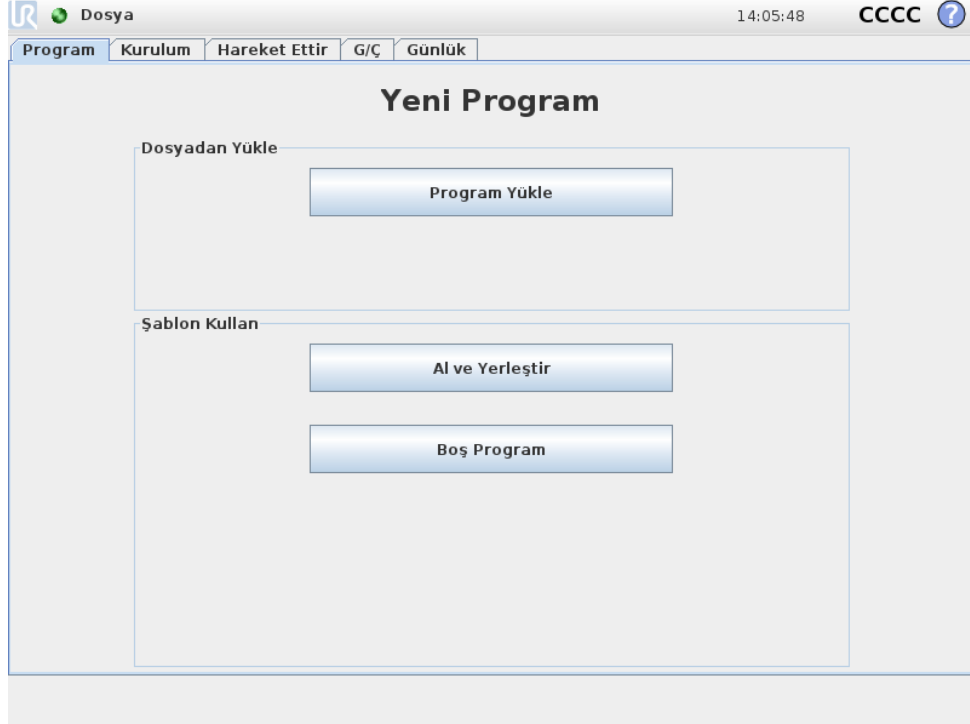 UR Dosya 14:05:48 CCCC ?
Program Kurulum Hareket Ettir G/Ç Günlük
Yeni Program
Dosyadan Yükle
Program Yükle
Şablon Kullan
Al ve Yerleştir
Boş Program